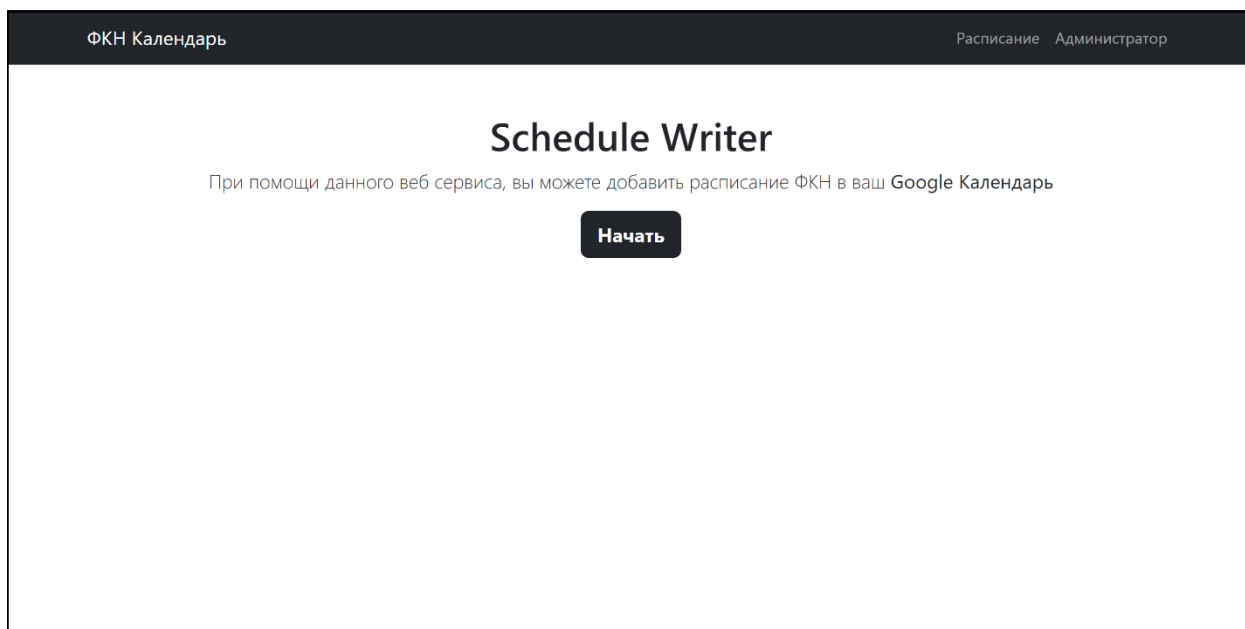 ФКН Календарь
Расписание Администратор
Schedule Writer
При помощи данного веб сервиса, вы можете добавить расписание ФКН в ваш Google Календарь
Начать